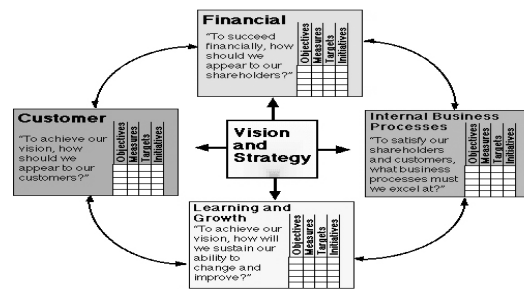 Financial
"To succeed
financially, how
should we
appear to our
shareholders?"
Objectives
Measures
Targets
Initiatives
Customer
"To achieve our
vision, how
should we
appear to our
customers?"
Objectives
Measures
Targets
Initiatives
Vision
and
Strategy
Internal Business
Processes
"To satisfy our
shareholders
and customers,
what business
processes must
we excel at?"
Objectives
Measures
Targets
Initiatives
Learning and
Growth
"To achieve our
vision, how will
we sustain our
ability to
change and
improve?"
Objectives
Measures
Targets
Initiatives